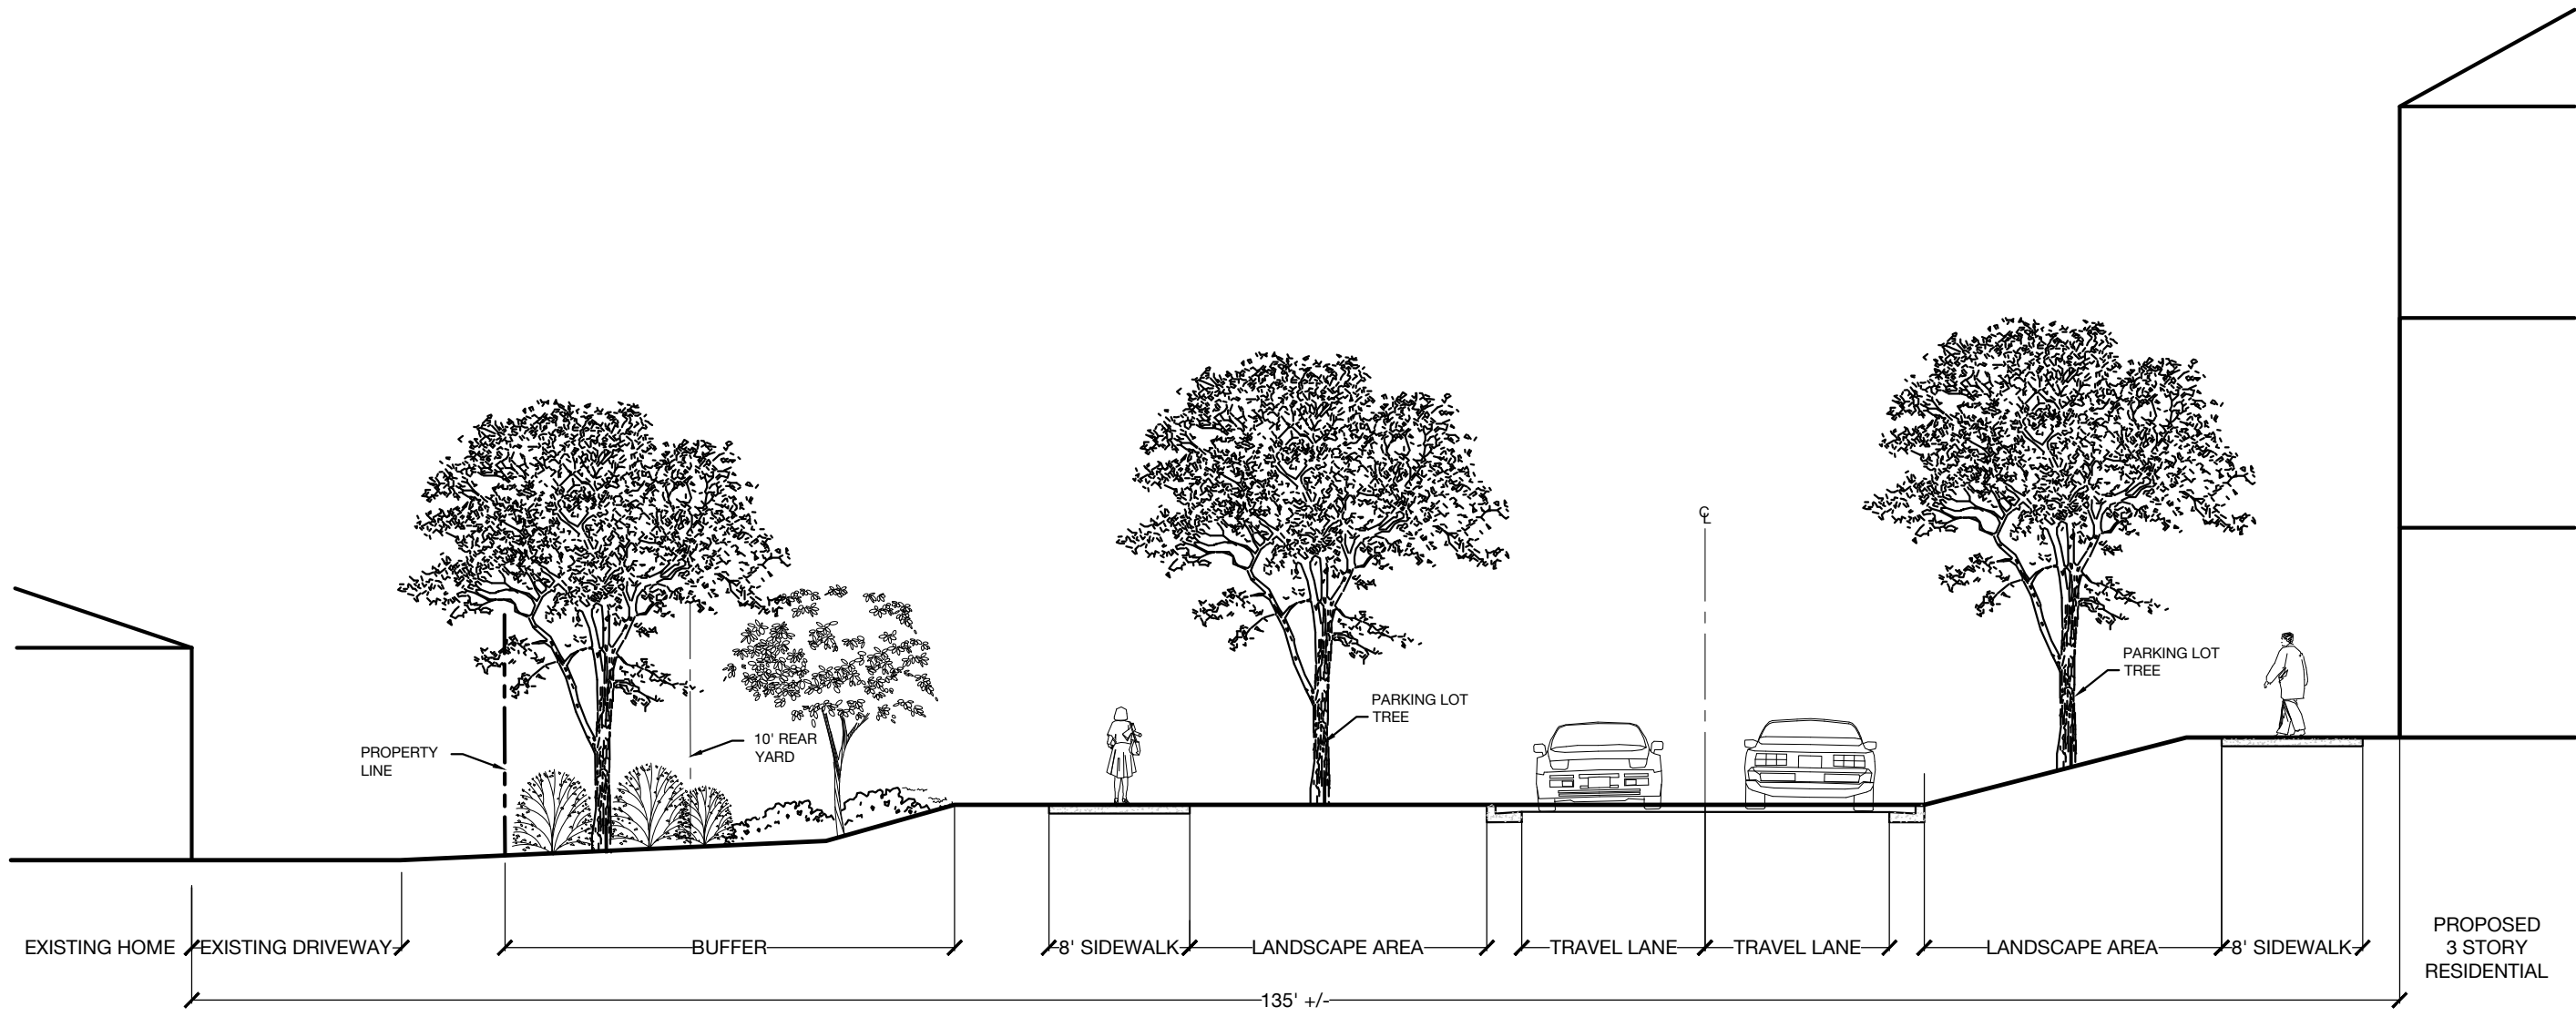 ℄
PARKING LOT
TREE
PARKING LOT
TREE
10' REAR
YARD
PROPERTY
LINE
EXISTING HOME
EXISTING DRIVEWAY
BUFFER
8' SIDEWALK
LANDSCAPE AREA
TRAVEL LANE
TRAVEL LANE
LANDSCAPE AREA
8' SIDEWALK
PROPOSED
3 STORY
RESIDENTIAL
135' +/-